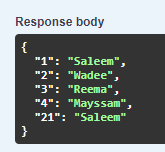 Response body
{
  "1": "Saleem",
  "2": "Wadee",
  "3": "Reema",
  "4": "Mayssam",
  "21": "Saleem"
}